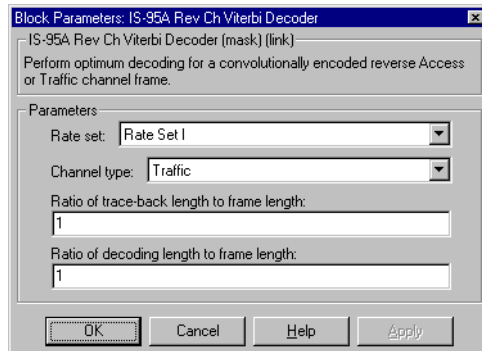 Block Parameters: IS-95A Rev Ch Viterbi Decoder
IS-95A Rev Ch Viterbi Decoder (mask) (link)
Perform optimum decoding for a convolutionally encoded reverse Access
or Traffic channel frame.
Parameters
Rate set: Rate Set I
Channel type: Traffic
Ratio of trace-back length to frame length:
1
Ratio of decoding length to frame length:
1
OK Cancel Help Apply